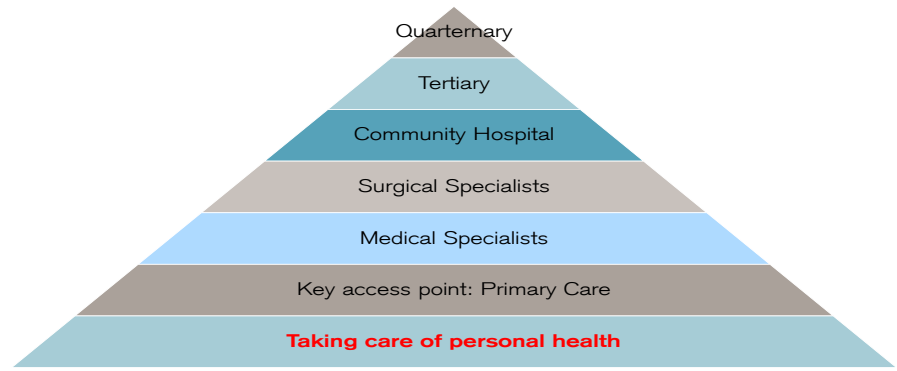 Quarternary
Tertiary
Community Hospital
Surgical Specialists
Medical Specialists
Key access point: Primary Care
Taking care of personal health